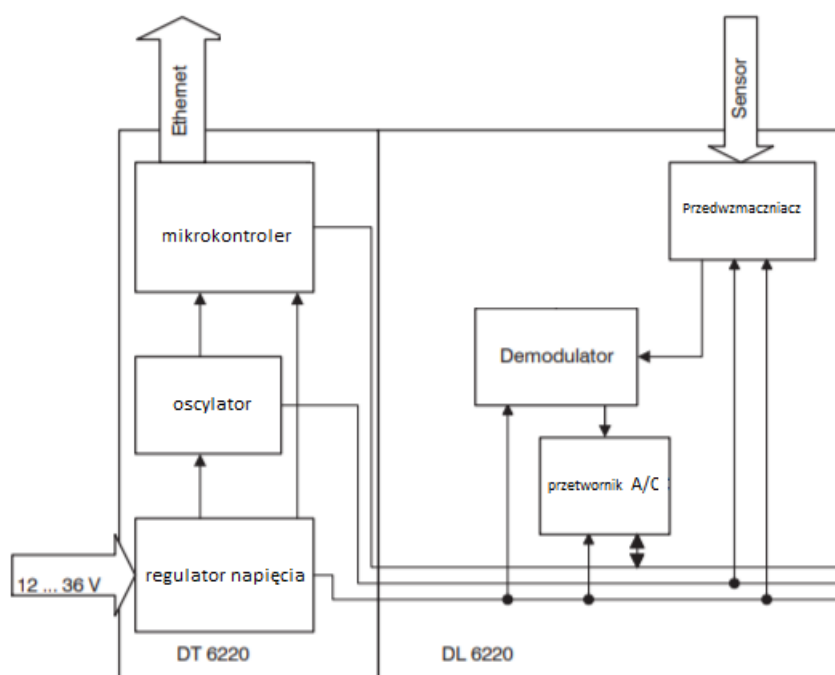 Ethernet
Sensor
mikrokontroler
Przedwzmacniacz
Demodulator
oscylator
przetwornik A/C
regulator napięcia
12 ... 36 V
DT 6220
DL 6220